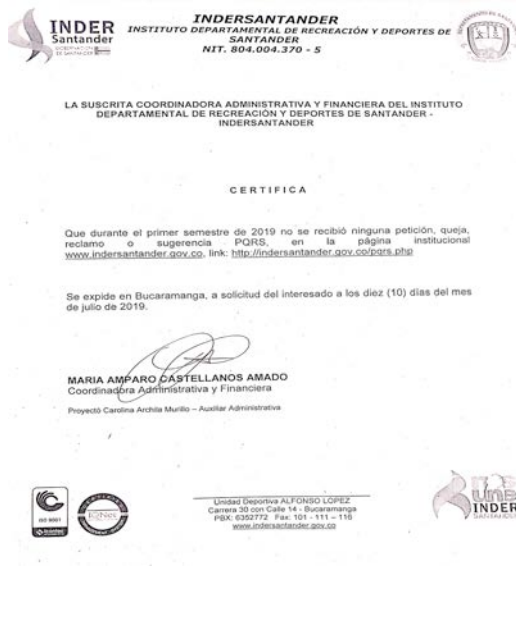 INDERSANTANDER
INSTITUTO DEPARTAMENTAL DE RECREACIÓN Y DEPORTES DE
SANTANDER
NIT. 804.004.370 - 5
INDER
Santander
LA SUSCRITA COORDINADORA ADMINISTRATIVA Y FINANCIERA DEL INSTITUTO
DEPARTAMENTAL DE RECREACIÓN Y DEPORTES DE SANTANDER -
INDERSANTANDER
CERTIFICA
Que durante el primer semestre de 2019 no se recibió ninguna petición, queja,
reclamo o sugerencia PQRS, en la página institucional
www.indersantander.gov.co, link: http://indersantander.gov.co/pqrs.php
Se expide en Bucaramanga, a solicitud del interesado a los diez (10) días del mes
de julio de 2019.
MARIA AMPARO CASTELLANOS AMADO
Coordinadora Administrativa y Financiera
Proyectó Carolina Archila Murillo – Auxiliar Administrativa
ISO 9001
Unidad Deportiva ALFONSO LOPEZ
Carrera 30 con Calle 14 - Bucaramanga
PBX: 6352772 Fax: 101 - 111 – 116
www.indersantander.gov.co
nos
une
INDER
SANTANDER